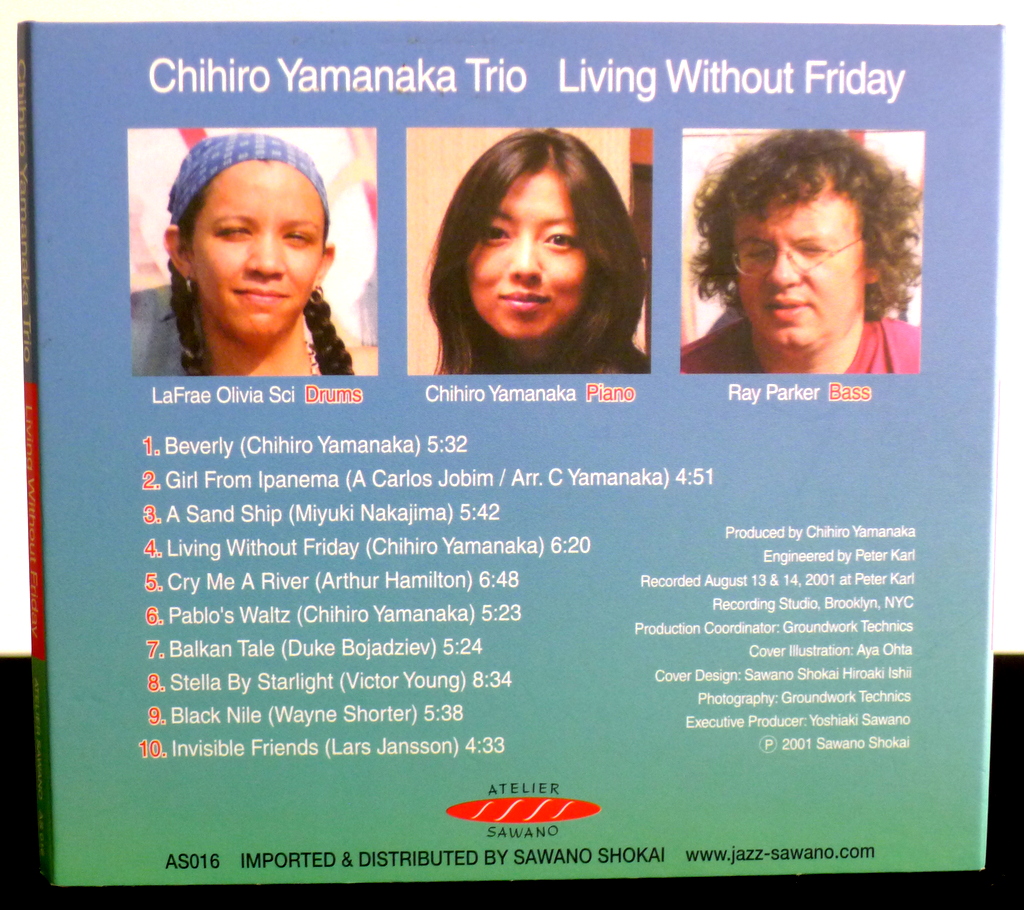 Chihiro Yamanaka Trio Living Without Friday
LaFrae Olivia Sci Drums
Chihiro Yamanaka Piano
Ray Parker Bass
1. Beverly (Chihiro Yamanaka) 5:32
2. Girl From Ipanema (A Carlos Jobim / Arr. C Yamanaka) 4:51
3. A Sand Ship (Miyuki Nakajima) 5:42
4. Living Without Friday (Chihiro Yamanaka) 6:20
5. Cry Me A River (Arthur Hamilton) 6:48
6. Pablo's Waltz (Chihiro Yamanaka) 5:23
7. Balkan Tale (Duke Bojadziev) 5:24
8. Stella By Starlight (Victor Young) 8:34
9. Black Nile (Wayne Shorter) 5:38
10. Invisible Friends (Lars Jansson) 4:33
Produced by Chihiro Yamanaka
Engineered by Peter Karl
Recorded August 13 & 14, 2001 at Peter Karl
Recording Studio, Brooklyn, NYC
Production Coordinator: Groundwork Technics
Cover Illustration: Aya Ohta
Cover Design: Sawano Shokai Hiroaki Ishii
Photography: Groundwork Technics
Executive Producer: Yoshiaki Sawano
Ⓟ 2001 Sawano Shokai
ATELIER
SAWANO
AS016 IMPORTED & DISTRIBUTED BY SAWANO SHOKAI www.jazz-sawano.com
Chihiro Yamanaka Trio
Living Without Friday
ATELIER SAWANO AS016